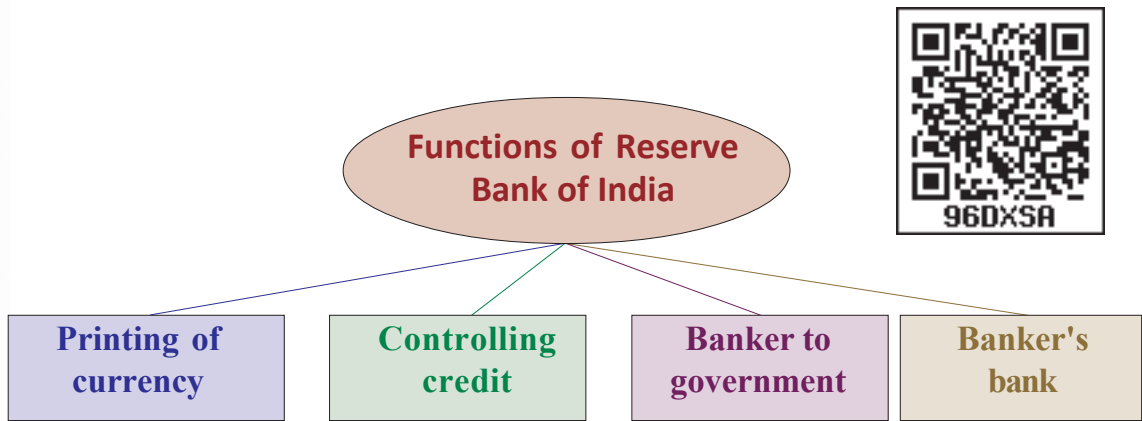 96DXSA
Functions of Reserve
Bank of India
Printing of
currency
Controlling
credit
Banker to
government
Banker's
bank